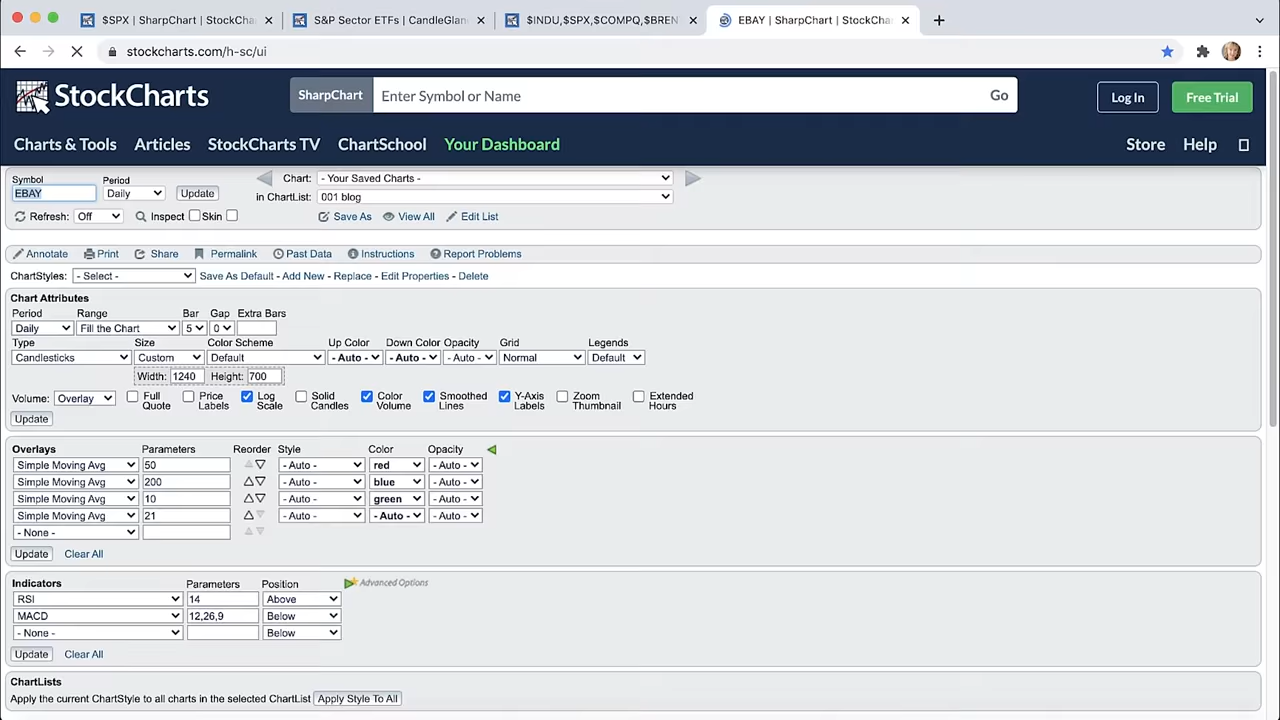 $SPX | SharpChart | StockChar
S&P Sector ETFs | CandleGlanc
$INDU,$SPX,$COMPQ,$BREN
EBAY | SharpChart | StockChar
stockcharts.com/h-sc/ui
StockCharts
SharpChart
Enter Symbol or Name
Go
Log In
Free Trial
Charts & Tools Articles StockCharts TV ChartSchool Your Dashboard
Store Help
Symbol Period
EBAY Daily Update
Chart: - Your Saved Charts -
in ChartList: 001 blog
Refresh: Off Inspect Skin
Save As View All Edit List
Annotate Print Share Permalink Past Data Instructions Report Problems
ChartStyles: - Select - Save As Default - Add New - Replace - Edit Properties - Delete
Chart Attributes
Period Range Bar Gap Extra Bars
Daily Fill the Chart 5 0
Type Size Color Scheme Up Color Down Color Opacity Grid Legends
Candlesticks Custom Default - Auto - - Auto - - Auto - Normal Default
Width: 1240 Height: 700
Volume: Overlay Full Quote Price Labels Log Scale Solid Candles Color Volume Smoothed Lines Y-Axis Labels Zoom Thumbnail Extended Hours
Update
Overlays Parameters Reorder Style Color Opacity
Simple Moving Avg 50 - Auto - red - Auto -
Simple Moving Avg 200 - Auto - blue - Auto -
Simple Moving Avg 10 - Auto - green - Auto -
Simple Moving Avg 21 - Auto - - Auto - - Auto -
- None -
Update Clear All
Indicators Parameters Position Advanced Options
RSI 14 Above
MACD 12,26,9 Below
- None - Below
Update Clear All
ChartLists
Apply the current ChartStyle to all charts in the selected ChartList Apply Style To All